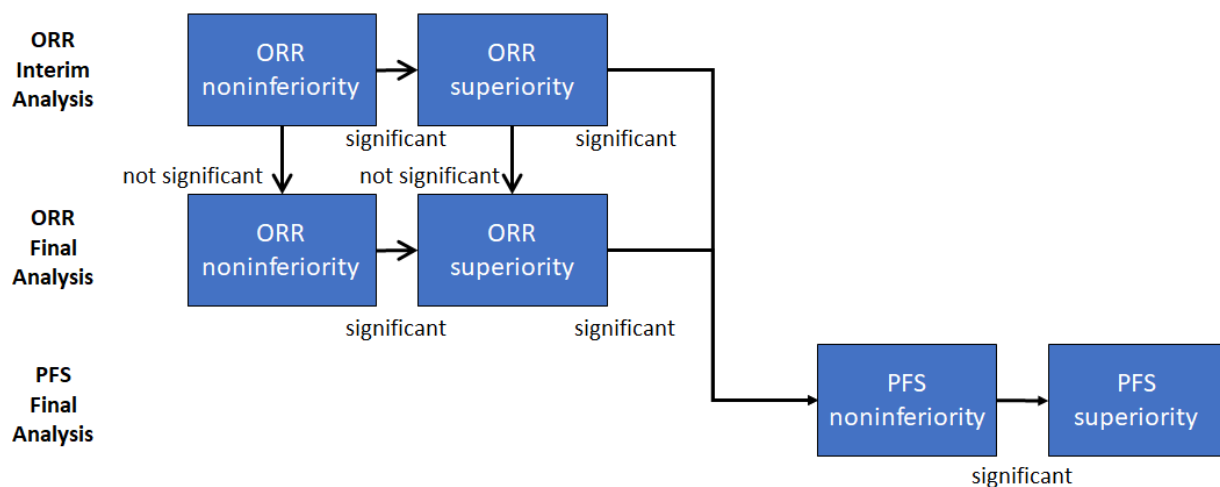 ORR
Interim
Analysis
ORR
noninferiority
ORR
superiority
significant
significant
not significant
not significant
ORR
Final
Analysis
ORR
noninferiority
ORR
superiority
significant
significant
PFS
Final
Analysis
PFS
noninferiority
PFS
superiority
significant